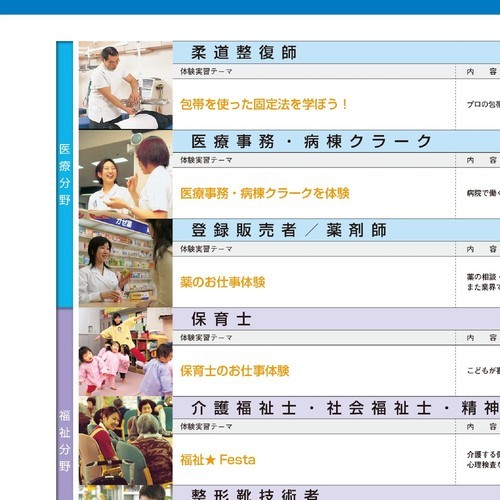 医療分野
柔道整復師
体験実習テーマ
内 容
包帯を使った固定法を学ぼう！
プロの包帯
医療事務・病棟クラーク
体験実習テーマ
内 容
医療事務・病棟クラークを体験
病院で働く
登録販売者／薬剤師
体験実習テーマ
内 容
薬のお仕事体験
薬の相談・
また業界で
福祉分野
保育士
体験実習テーマ
内 容
保育士のお仕事体験
こどもが喜
介護福祉士・社会福祉士・精神
体験実習テーマ
内 容
福祉★Festa
介護する側
心理検査な
整形靴技術者